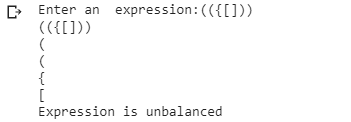 Enter an  expression:(({[]))
(({[]))
(
(
{
[
Expression is unbalanced